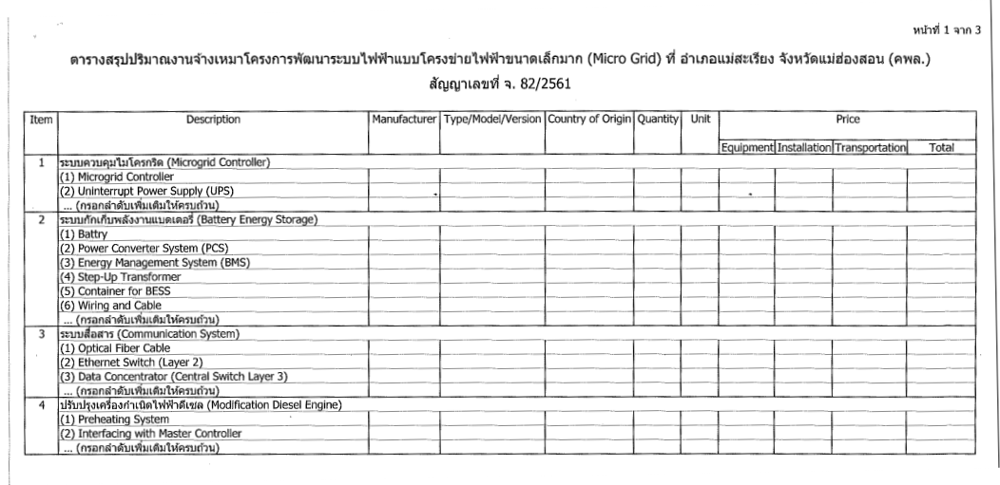 หน้าที่ 1 จาก 3
ตารางสรุปปริมาณงานจ้างเหมาโครงการพัฒนาระบบไฟฟ้าแบบโครงข่ายไฟฟ้าขนาดเล็กมาก (Micro Grid) ที่ อำเภอแม่สะเรียง จังหวัดแม่ฮ่องสอน (คพล.)
สัญญาเลขที่ จ. 82/2561
Item Description Manufacturer Type/Model/Version Country of Origin Quantity Unit Price
Equipment Installation Transportation Total
1 ระบบควบคุมไมโครกริด (Microgrid Controller)
(1) Microgrid Controller
(2) Uninterrupt Power Supply (UPS)
... (กรอกลำดับเพิ่มเติมให้ครบถ้วน)
2 ระบบกักเก็บพลังงานแบตเตอรี่ (Battery Energy Storage)
(1) Battry
(2) Power Converter System (PCS)
(3) Energy Management System (BMS)
(4) Step-Up Transformer
(5) Container for BESS
(6) Wiring and Cable
... (กรอกลำดับเพิ่มเติมให้ครบถ้วน)
3 ระบบสื่อสาร (Communication System)
(1) Optical Fiber Cable
(2) Ethernet Switch (Layer 2)
(3) Data Concentrator (Central Switch Layer 3)
... (กรอกลำดับเพิ่มเติมให้ครบถ้วน)
4 ปรับปรุงเครื่องกำเนิดไฟฟ้าดีเซล (Modification Diesel Engine)
(1) Preheating System
(2) Interfacing with Master Controller
... (กรอกลำดับเพิ่มเติมให้ครบถ้วน)